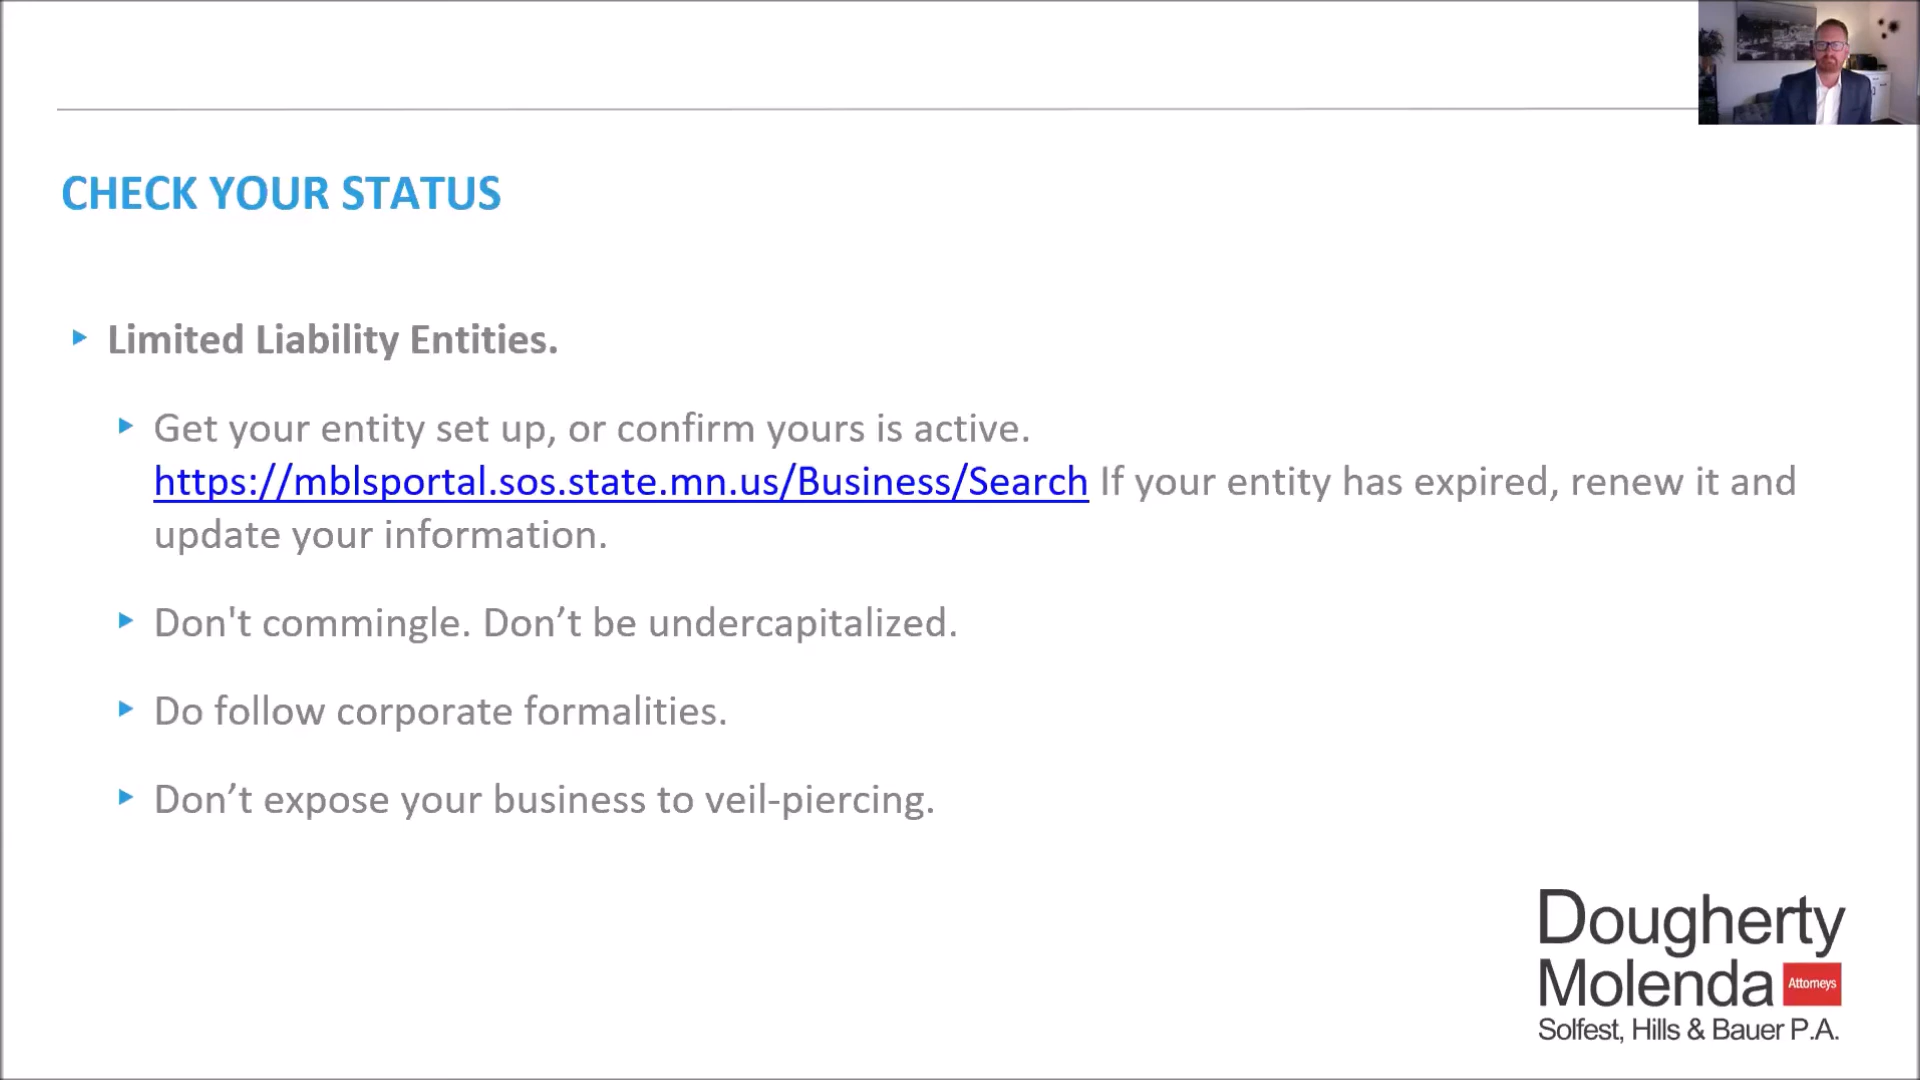 CHECK YOUR STATUS
Limited Liability Entities.
Get your entity set up, or confirm yours is active.
https://mblsportal.sos.state.mn.us/Business/Search If your entity has expired, renew it and
update your information.
Don't commingle. Don’t be undercapitalized.
Do follow corporate formalities.
Don’t expose your business to veil-piercing.
Dougherty
Molenda Attorneys
Solfest, Hills & Bauer P.A.